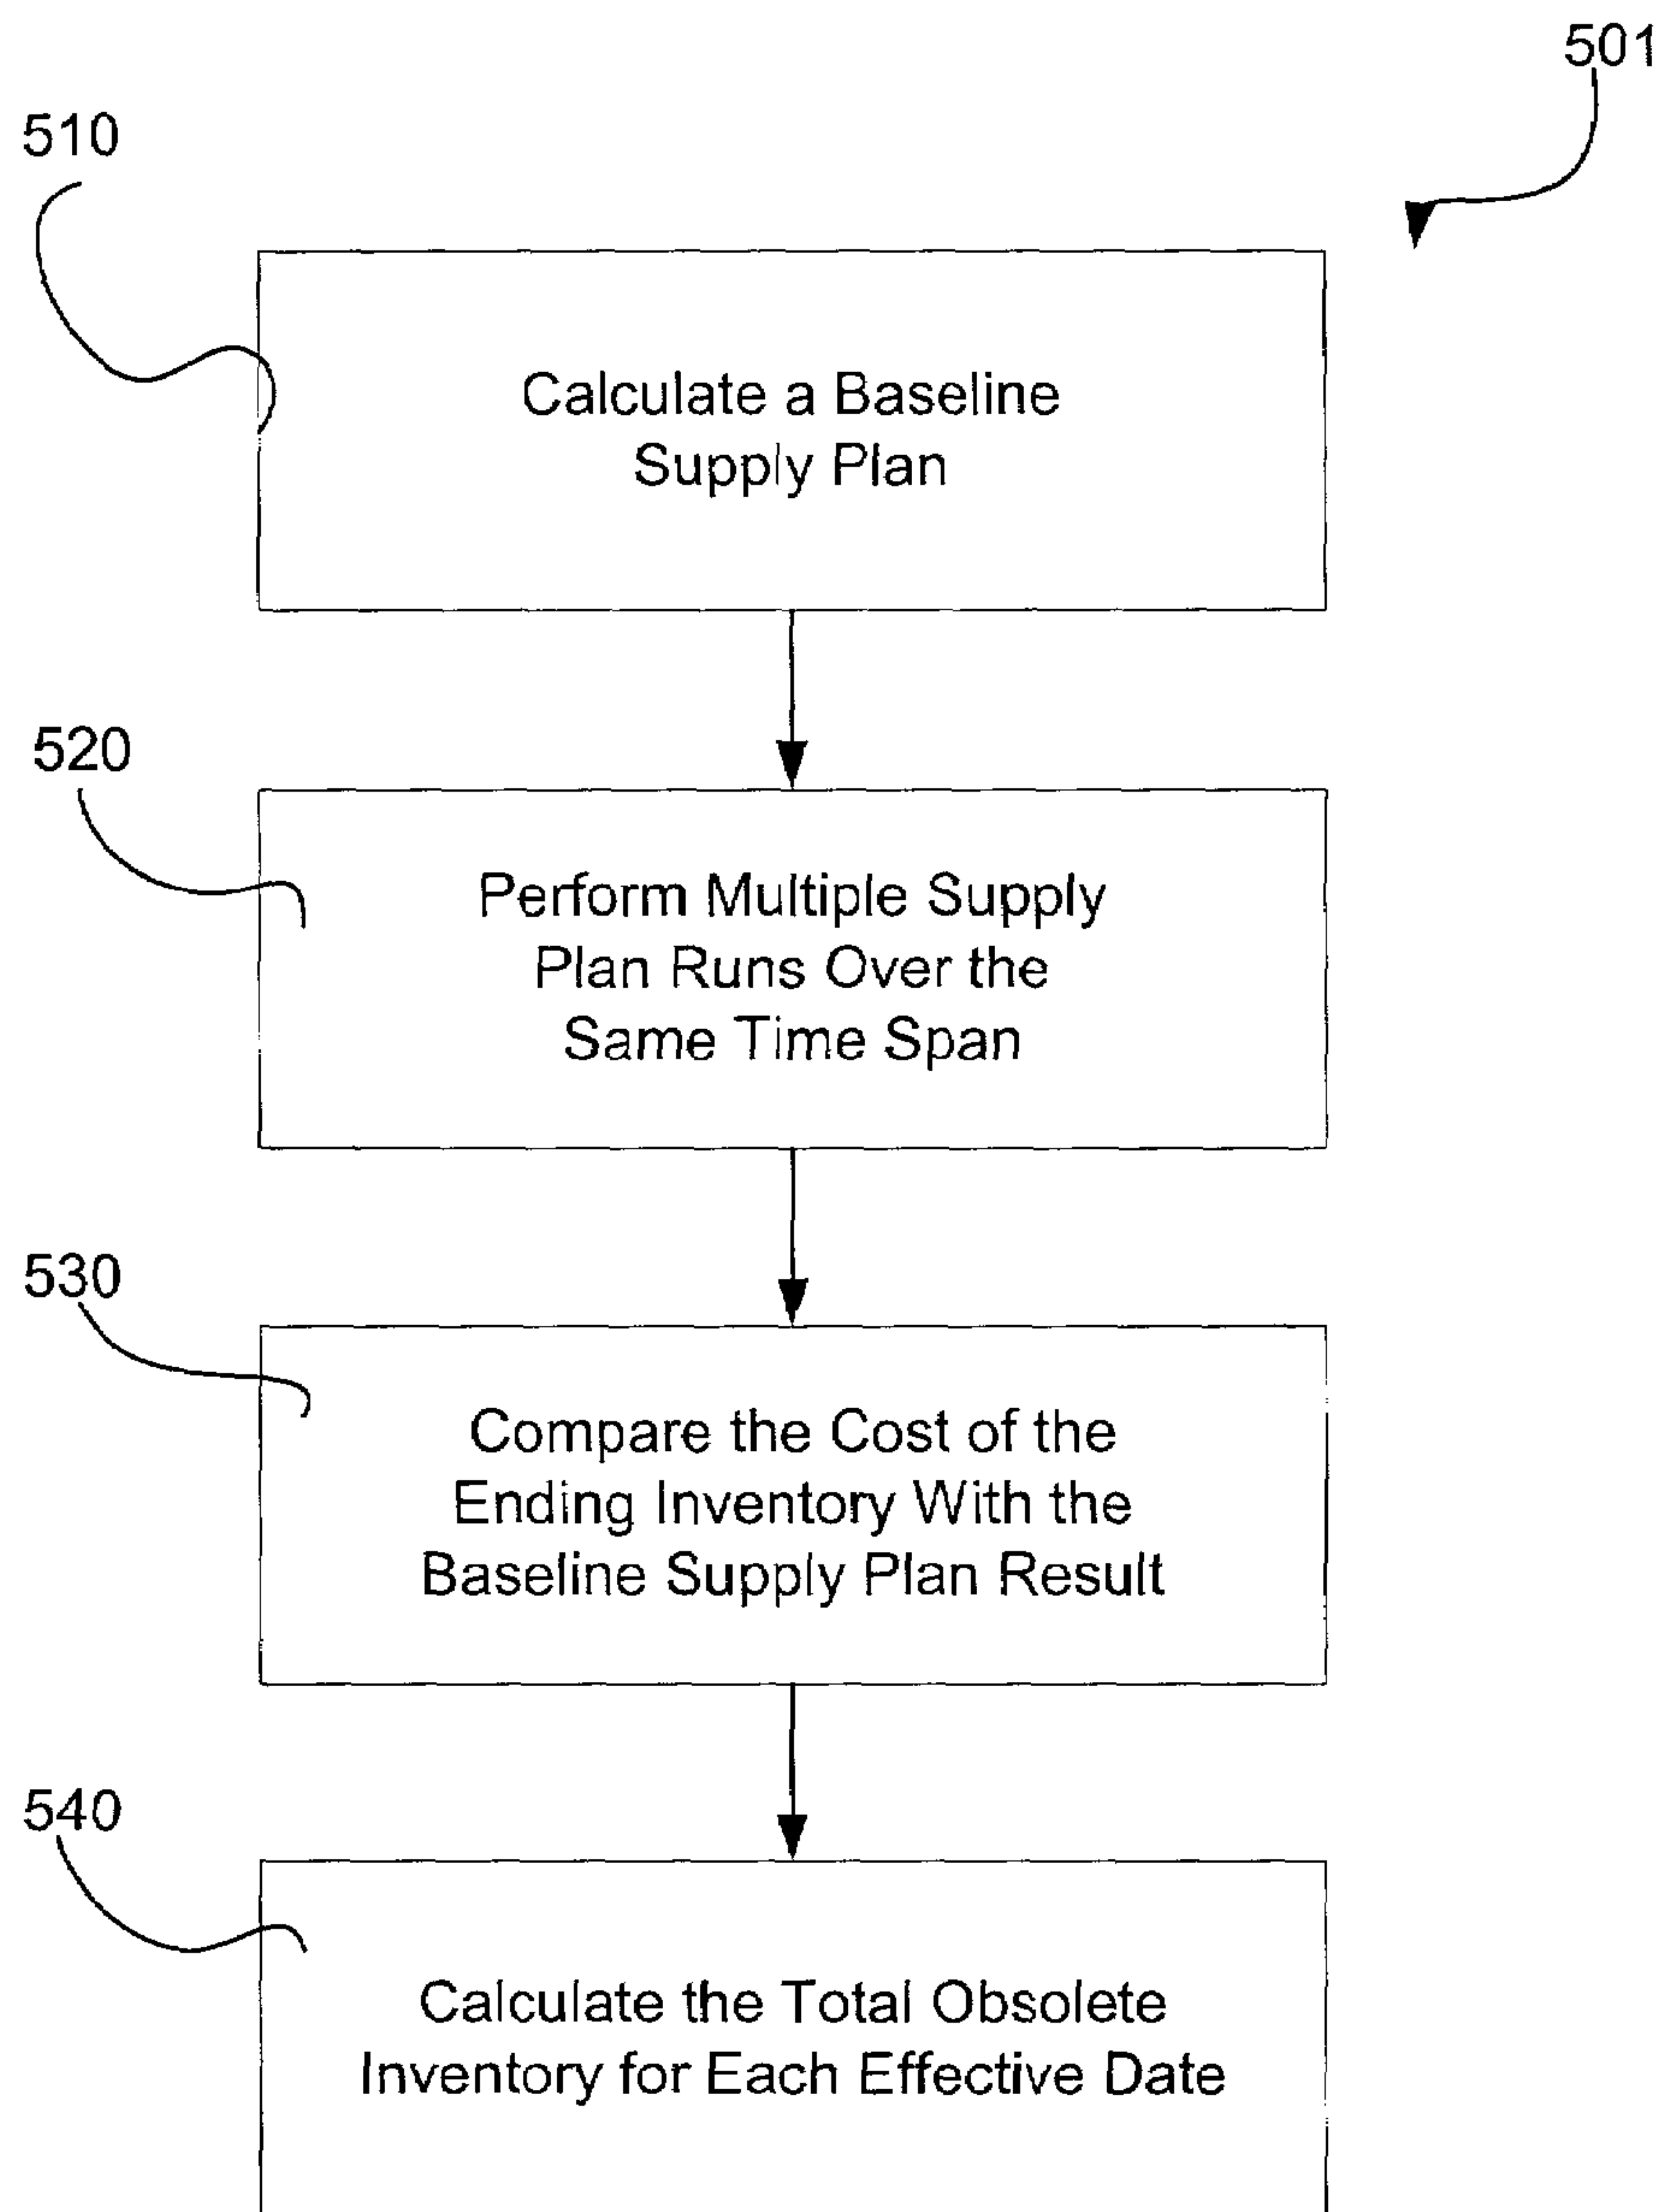 501
510
Calculate a Baseline
Supply Plan
520
Perform Multiple Supply
Plan Runs Over the
Same Time Span
530
Compare the Cost of the
Ending Inventory With the
Baseline Supply Plan Result
540
Calculate the Total Obsolete
Inventory for Each Effective Date